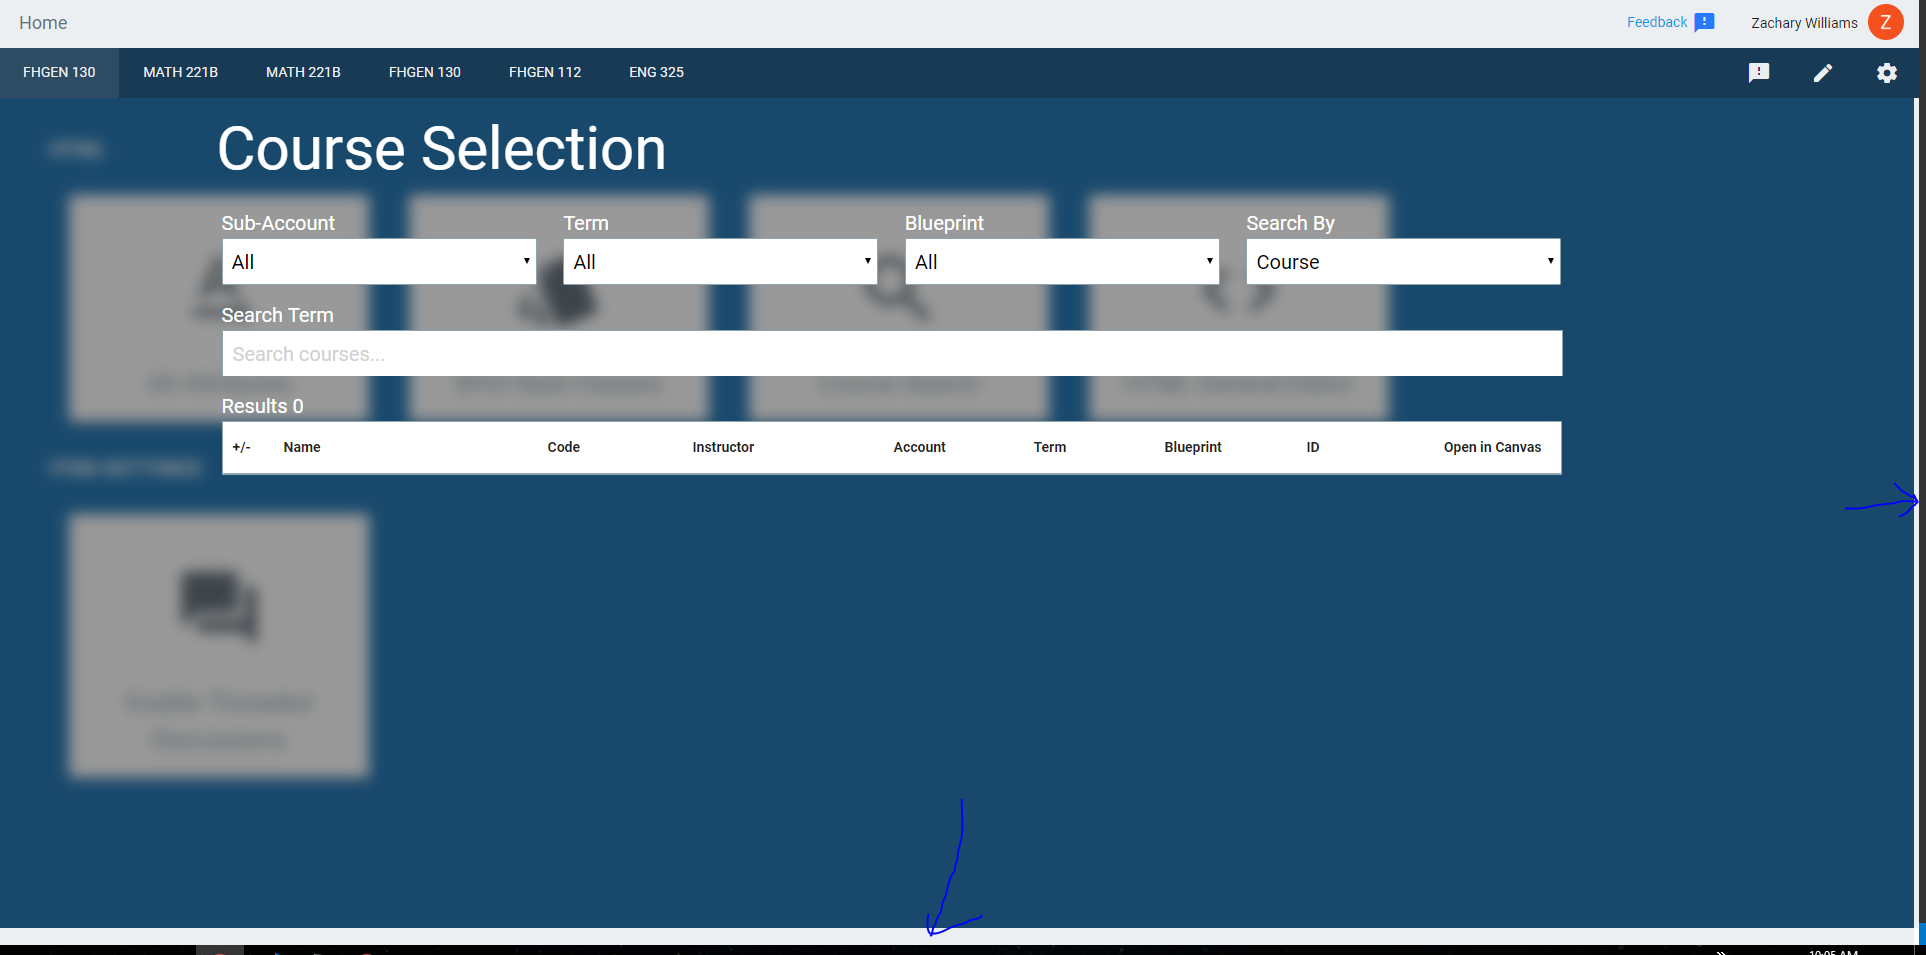 Home Feedback Zachary Williams Z
FHGEN 130 MATH 221B MATH 221B FHGEN 130 FHGEN 112 ENG 325
Course Selection
Sub-Account Term Blueprint Search By
All All All Course
Search Term
Search courses...
Results 0
+/- Name Code Instructor Account Term Blueprint ID Open in Canvas